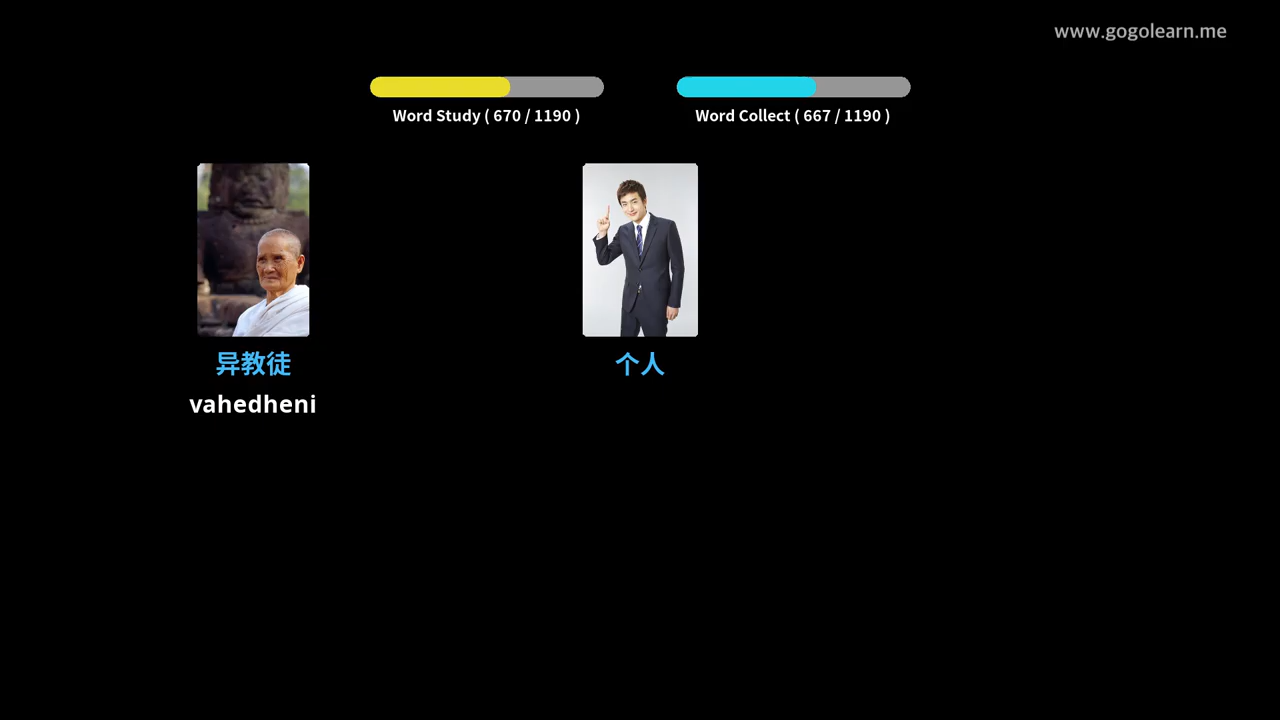 www.gogolearn.me
Word Study ( 670 / 1190 )
Word Collect ( 667 / 1190 )
异教徒
个人
vahedheni